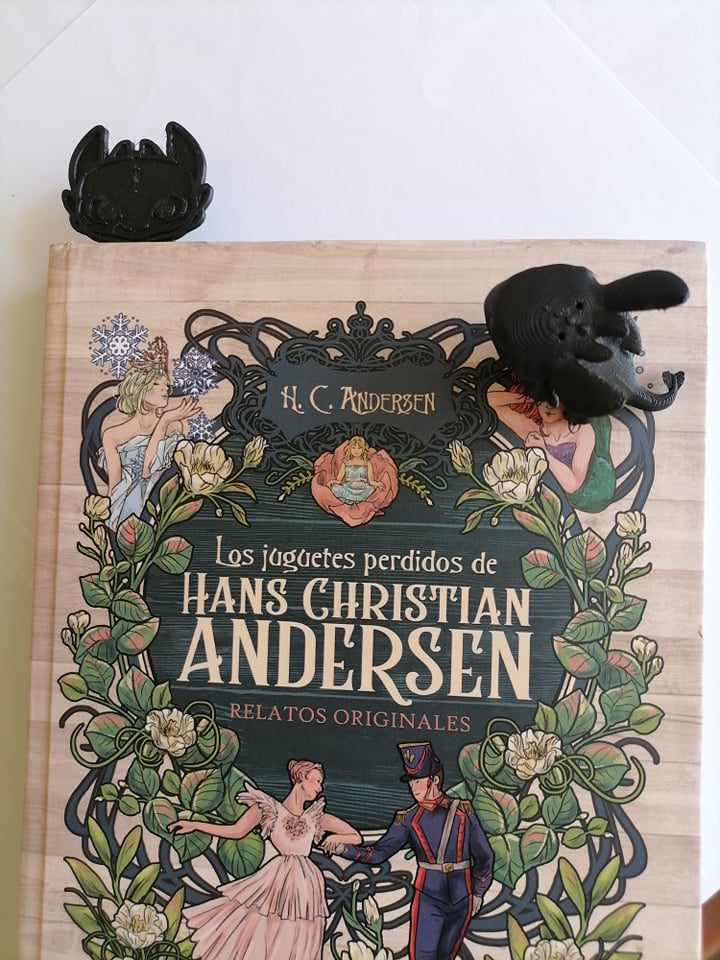 H. C. ANDERSEN
Los juguetes perdidos de
HANS CHRISTIAN
ANDERSEN
RELATOS ORIGINALES